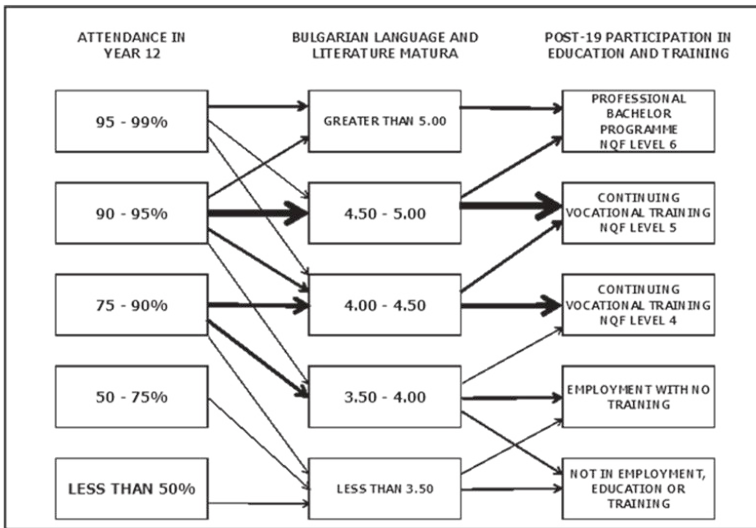 ATTENDANCE IN
YEAR 12
BULGARIAN LANGUAGE AND
LITERATURE MATURA
POST-19 PARTICIPATION IN
EDUCATION AND TRAINING
95 - 99%
GREATER THAN 5.00
PROFESSIONAL
BACHELOR
PROGRAMME
NQF LEVEL 6
90 - 95%
4.50 - 5.00
CONTINUING
VOCATIONAL TRAINING
NQF LEVEL 5
75 - 90%
4.00 - 4.50
CONTINUING
VOCATIONAL TRAINING
NQF LEVEL 4
50 - 75%
3.50 - 4.00
EMPLOYMENT WITH NO
TRAINING
LESS THAN 50%
LESS THAN 3.50
NOT IN EMPLOYMENT,
EDUCATION OR
TRAINING